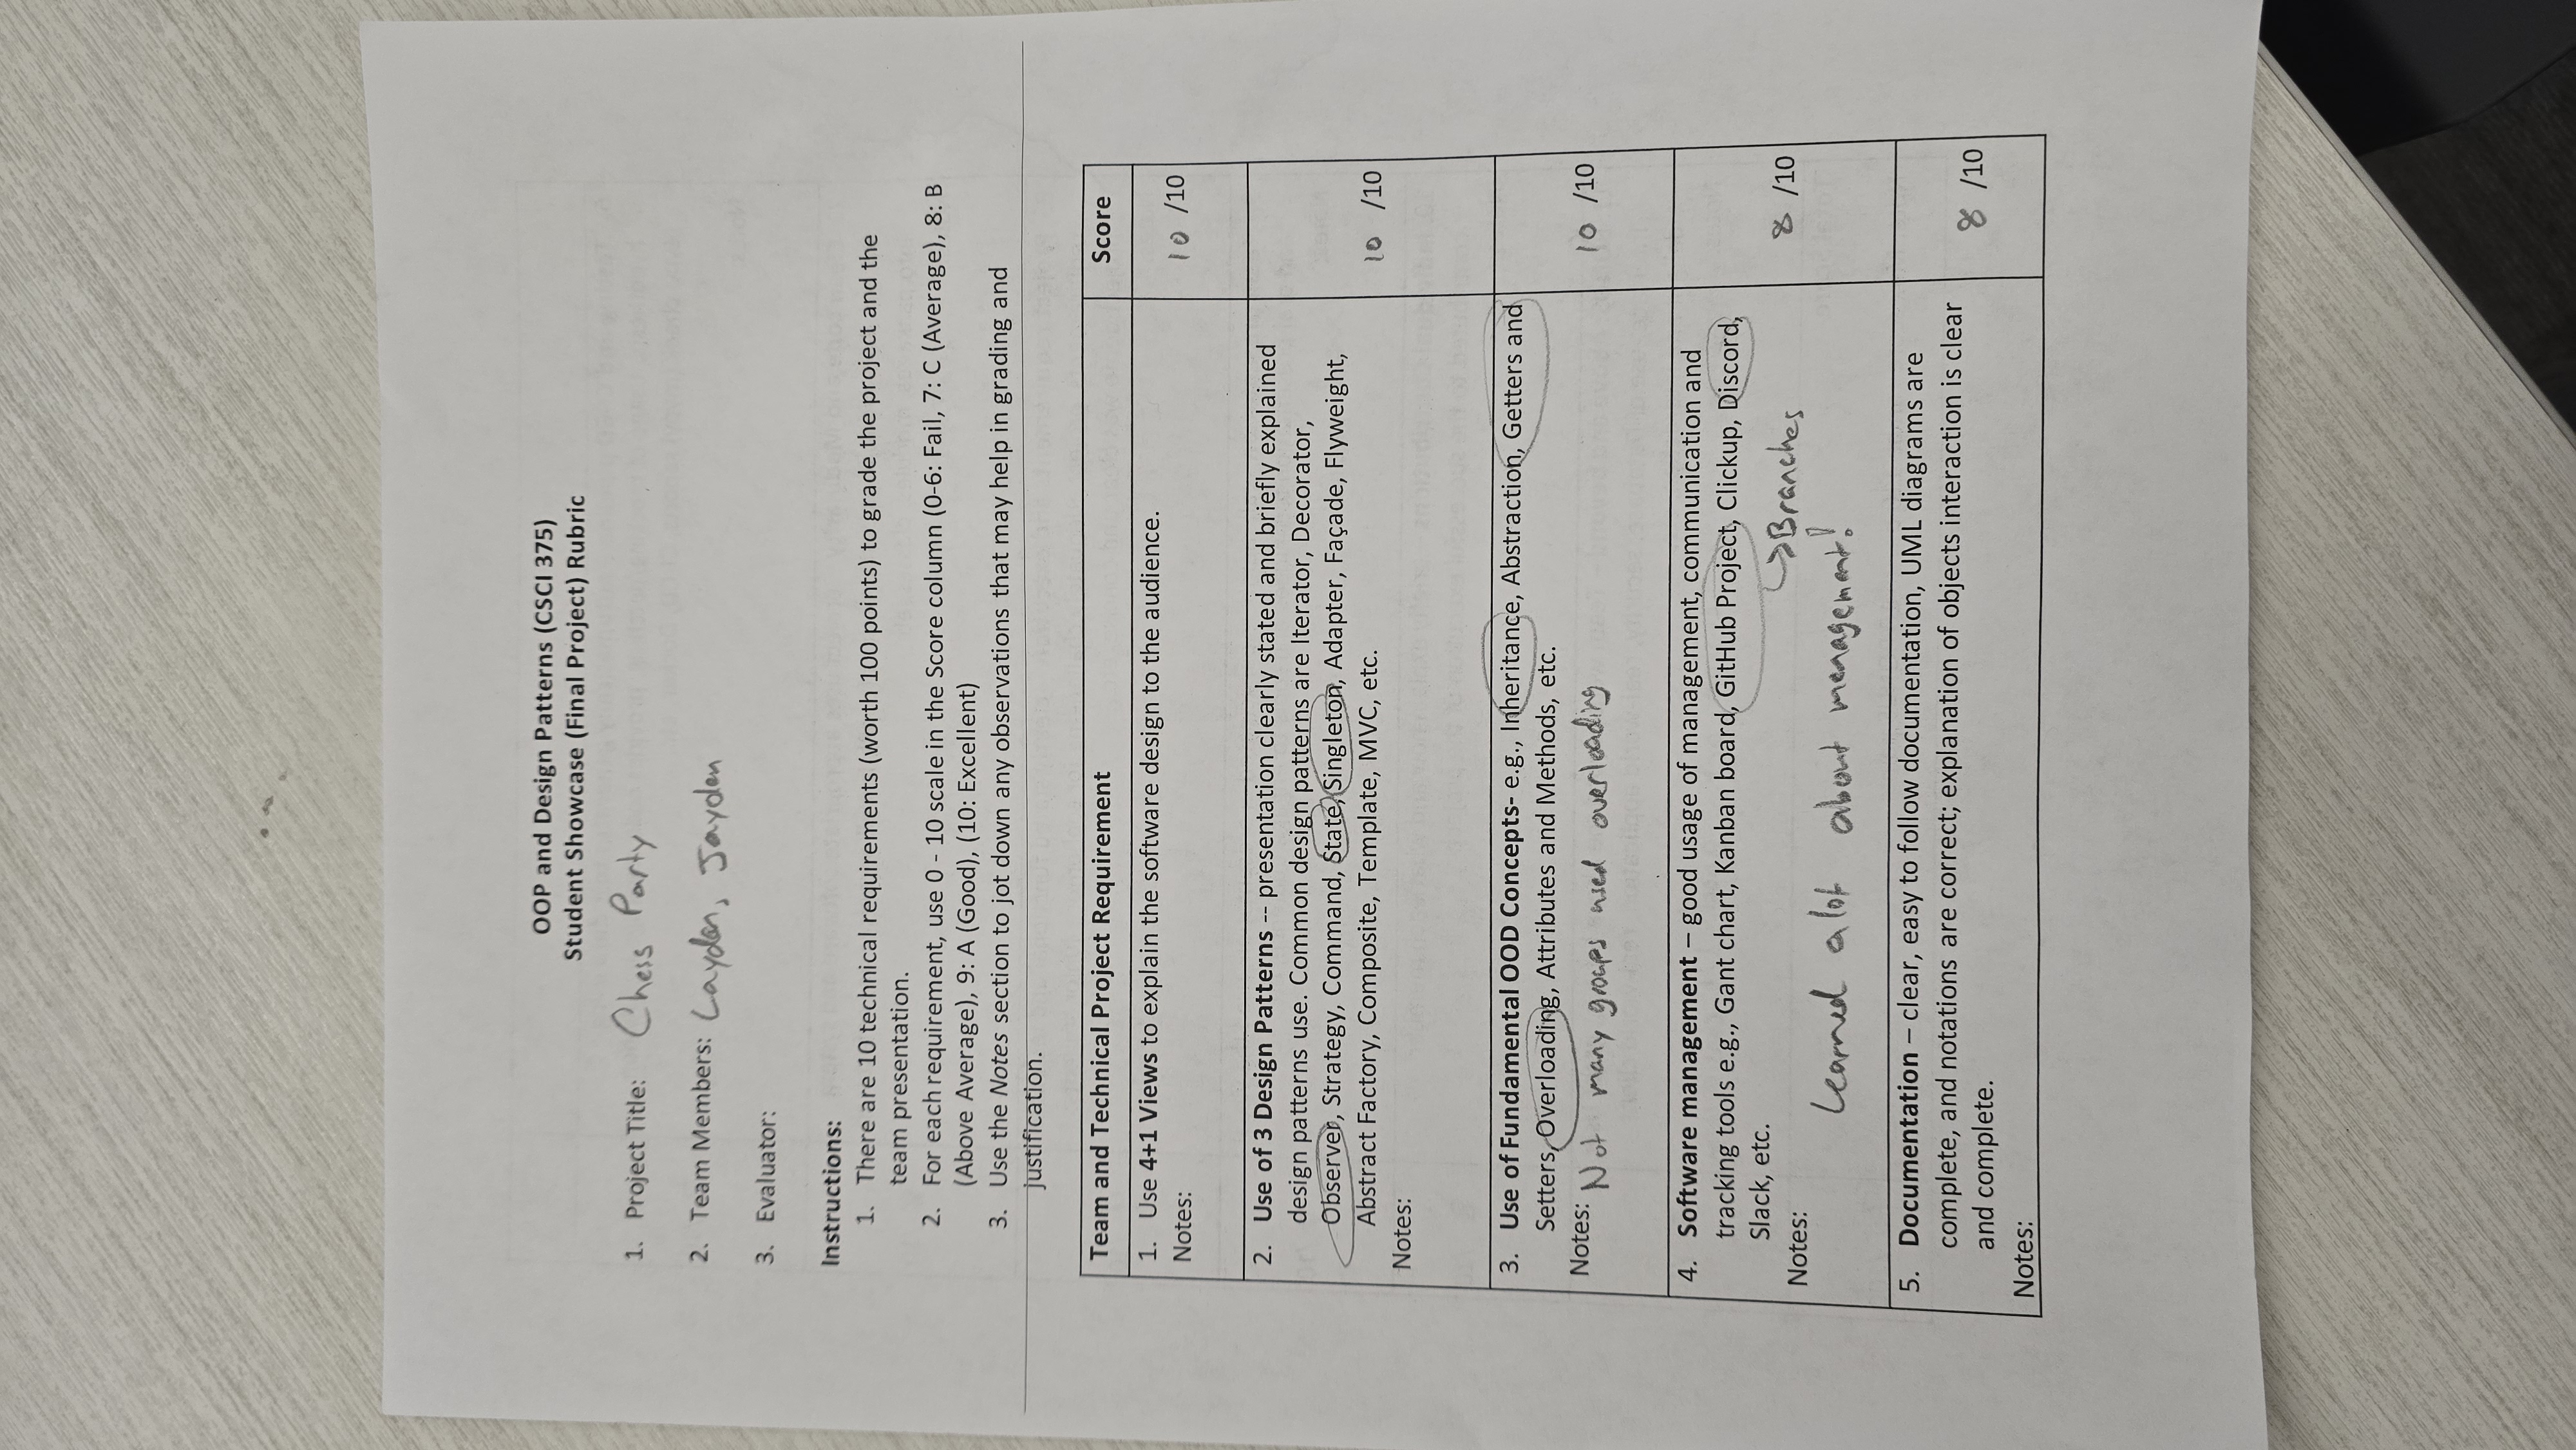 OOP and Design Patterns (CSCI 375)
Student Showcase (Final Project) Rubric
1. Project Title: Chess Party
2. Team Members: Layden, Jayden
3. Evaluator:
Instructions:
1. There are 10 technical requirements (worth 100 points) to grade the project and the
team presentation.
2. For each requirement, use 0 - 10 scale in the Score column (0-6: Fail, 7: C (Average), 8: B
(Above Average), 9: A (Good), (10: Excellent)
3. Use the Notes section to jot down any observations that may help in grading and
justification.
Team and Technical Project Requirement Score
1. Use 4+1 Views to explain the software design to the audience.
Notes:
10 /10
2. Use of 3 Design Patterns -- presentation clearly stated and briefly explained
design patterns use. Common design patterns are Iterator, Decorator,
Observer, Strategy, Command, State, Singleton, Adapter, Façade, Flyweight,
Abstract Factory, Composite, Template, MVC, etc.
Notes:
10 /10
3. Use of Fundamental OOD Concepts- e.g., Inheritance, Abstraction, Getters and
Setters, Overloading, Attributes and Methods, etc.
Notes: Not many groups used overloading
10 /10
4. Software management – good usage of management, communication and
tracking tools e.g., Gant chart, Kanban board, GitHub Project, Clickup, Discord,
Slack, etc.
Branches
Notes:
Learned a lot about management!
8 /10
5. Documentation – clear, easy to follow documentation, UML diagrams are
complete, and notations are correct; explanation of objects interaction is clear
and complete.
Notes:
8 /10